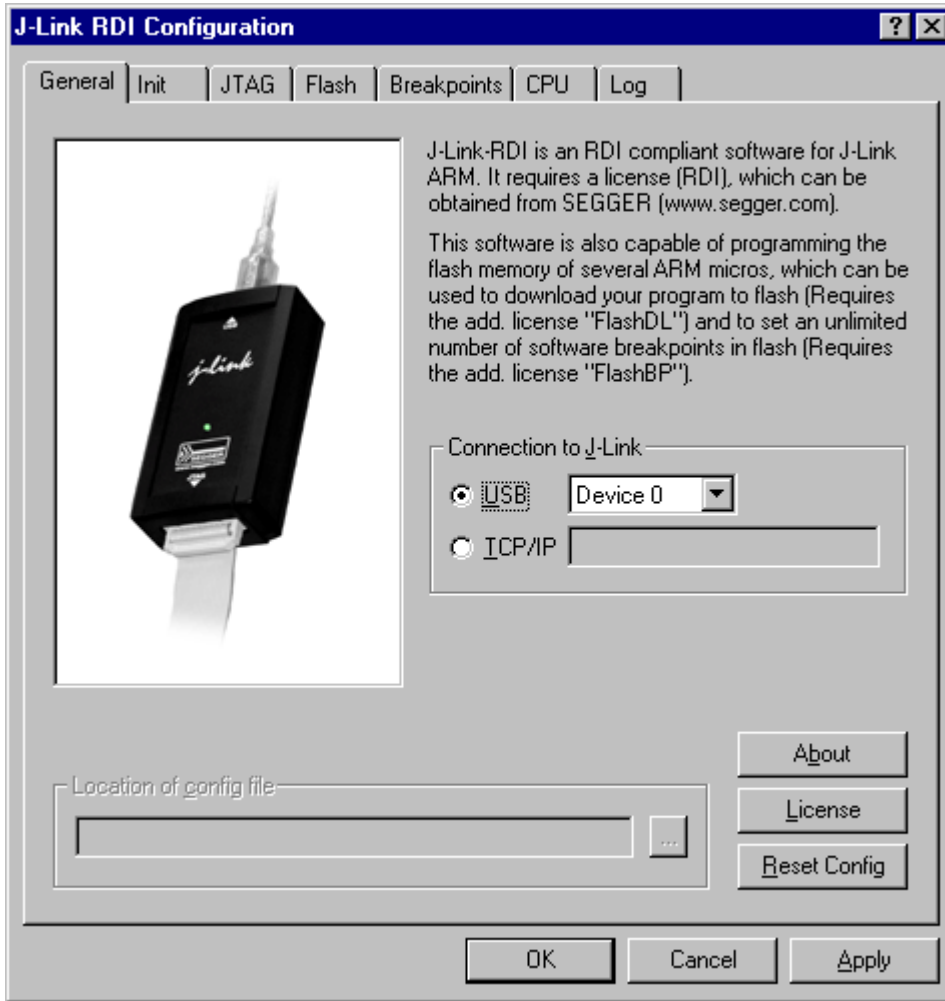 J-Link RDI Configuration
General Init JTAG Flash Breakpoints CPU Log
J-Link-RDI is an RDI compliant software for J-Link
ARM. It requires a license (RDI), which can be
obtained from SEGGER (www.segger.com).
This software is also capable of programming the
flash memory of several ARM micros, which can be
used to download your program to flash (Requires
the add. license "FlashDL") and to set an unlimited
number of software breakpoints in flash (Requires
the add. license "FlashBP").
j-link
SEGGER
Connection to J-Link
USB Device 0
TCP/IP
About
Location of config file
License
...
Reset Config
OK Cancel Apply